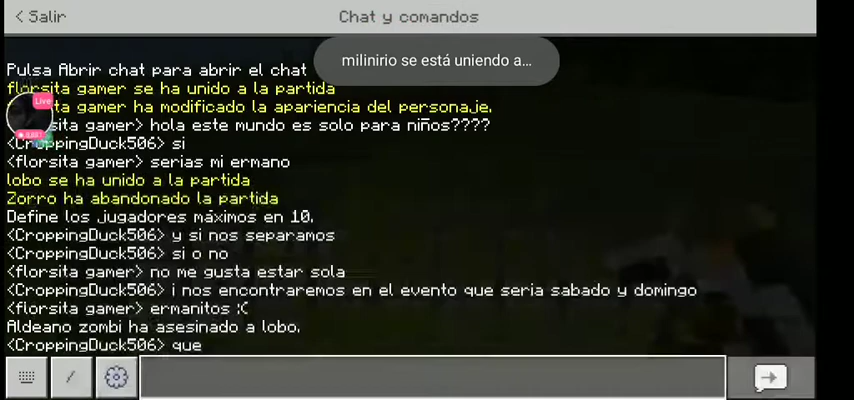 < Salir
Chat y comandos
milinirio se está uniendo a...
Pulsa Abrir chat para abrir el chat
florsita gamer se ha unido a la partida
ta gamer ha modificado la apariencia del personaje.
sita gamer> hola este mundo es solo para niños????
Live
<CroppingDuck506> si
<florsita gamer> serias mi ermano
lobo se ha unido a la partida
Zorro ha abandonado la partida
Define los jugadores máximos en 10.
<CroppingDuck506> y si nos separamos
<CroppingDuck506> si o no
<florsita gamer> no me gusta estar sola
<CroppingDuck506> i nos encontraremos en el evento que seria sabado y domingo
<florsita gamer> ermanitos :C
Aldeano zombi ha asesinado a lobo.
<CroppingDuck506> que
/